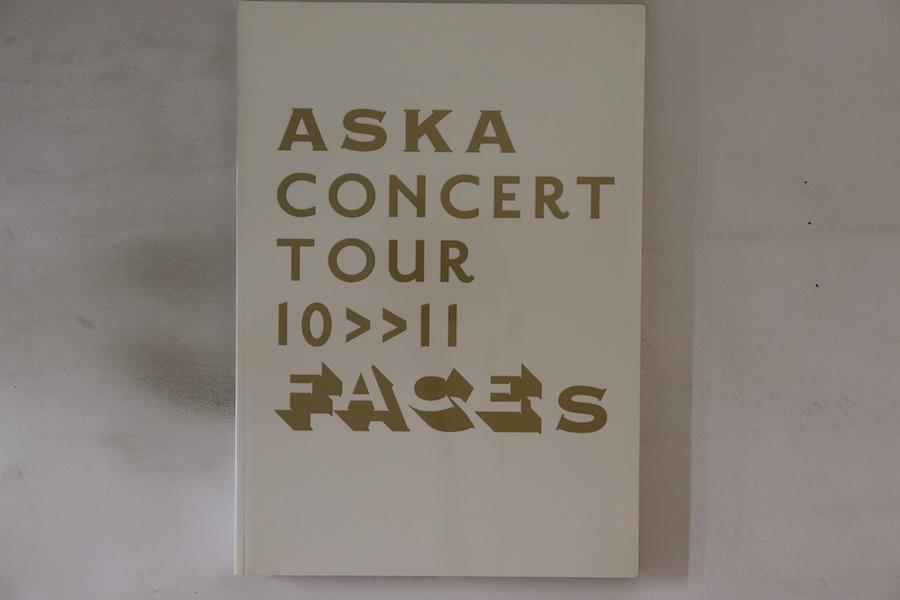 ASKA
CONCERT
TOUR
10>>11
FACEs